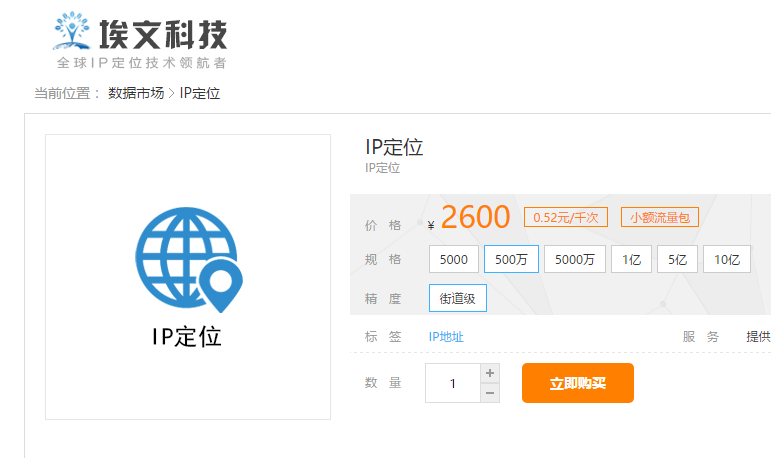 埃文科技
全球IP定位技术领航者
当前位置： 数据市场 > IP定位
IP定位
IP定位
IP定位
价 格 ¥ 2600 0.52元/千次 小额流量包
规 格 5000 500万 5000万 1亿 5亿 10亿
精 度 街道级
标 签 IP地址 服 务 提供
数 量 1 + −
立即购买